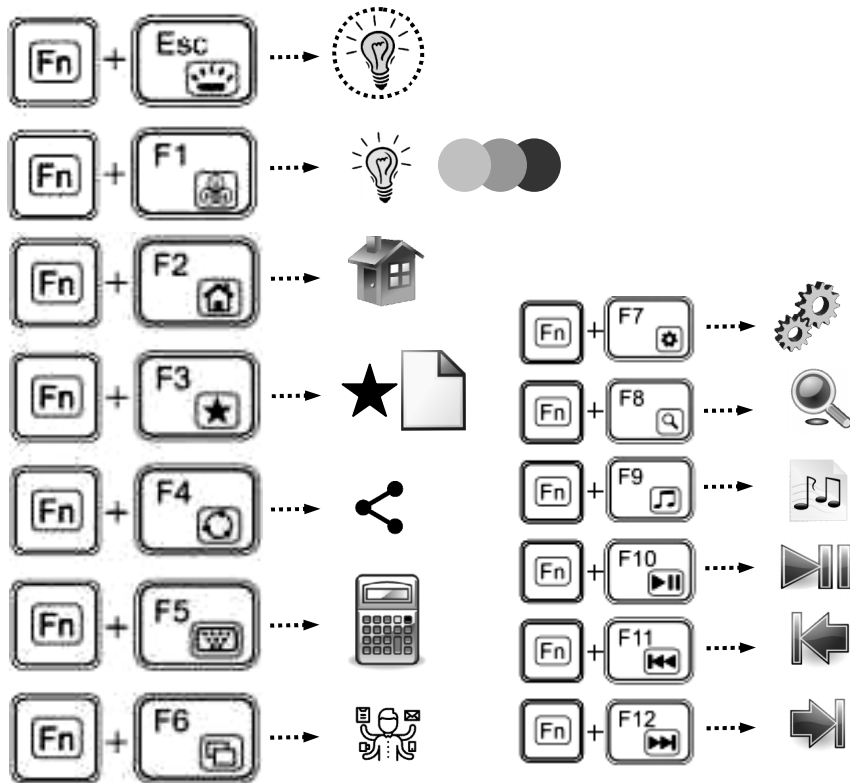 Fn + Esc
Fn + F1
Fn + F2
Fn + F3
Fn + F4
Fn + F5
Fn + F6
Fn + F7
Fn + F8
Fn + F9
Fn + F10
Fn + F11
Fn + F12